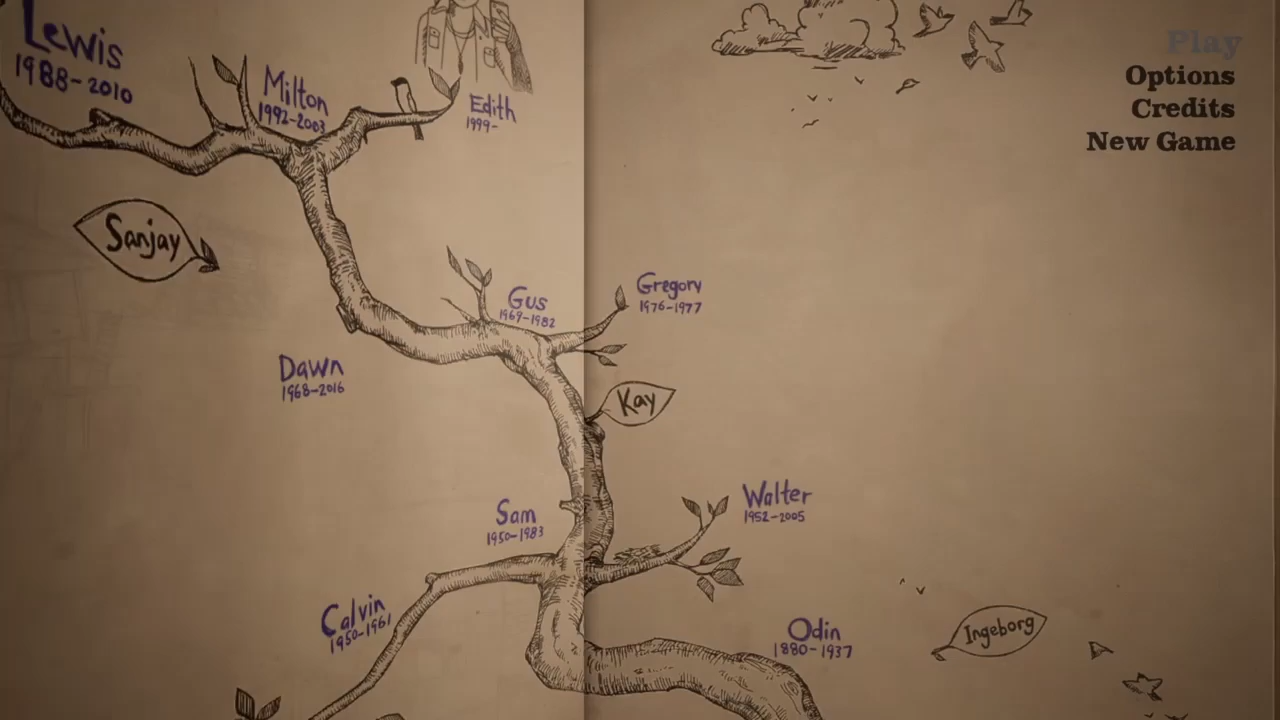 Lewis
1988-2010
Milton
1992-2003
Edith
1999-
Play
Options
Credits
New Game
Sanjay
Gus
1969-1982
Gregory
1976-1977
Dawn
1968-2016
Kay
Walter
1952-2005
Sam
1950-1983
Calvin
1950-1961
Odin
1880-1937
Ingeborg